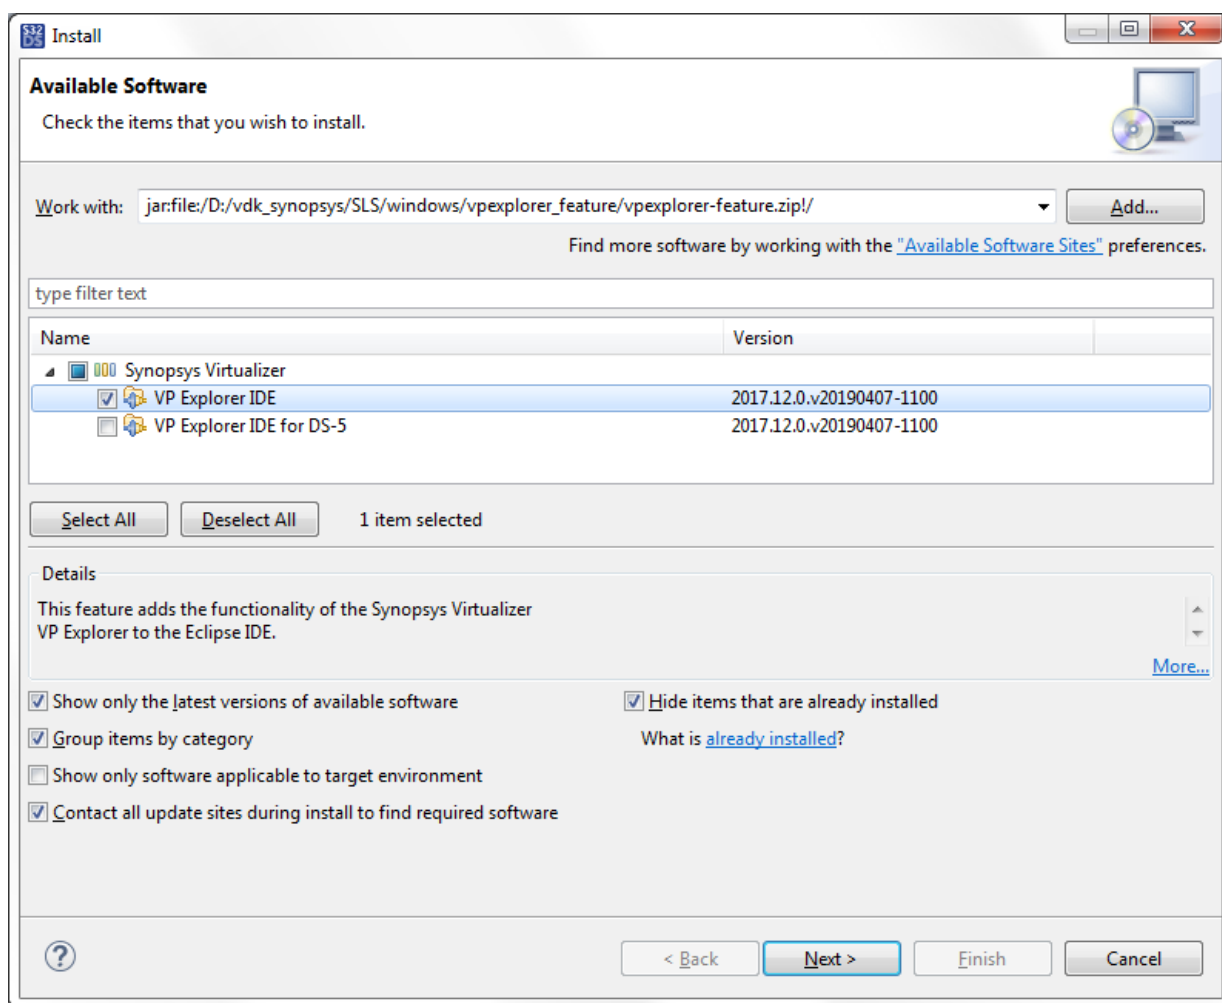 S32
DS
Install
Available Software
Check the items that you wish to install.
Work with: jar:file:/D:/vdk_synopsys/SLS/windows/vpexplorer_feature/vpexplorer-feature.zip!/ Add...
Find more software by working with the "Available Software Sites" preferences.
type filter text
Name Version
Synopsys Virtualizer
VP Explorer IDE 2017.12.0.v20190407-1100
VP Explorer IDE for DS-5 2017.12.0.v20190407-1100
Select All Deselect All 1 item selected
Details
This feature adds the functionality of the Synopsys Virtualizer
VP Explorer to the Eclipse IDE.
More...
Show only the latest versions of available software Hide items that are already installed
Group items by category What is already installed?
Show only software applicable to target environment
Contact all update sites during install to find required software
? < Back Next > Finish Cancel